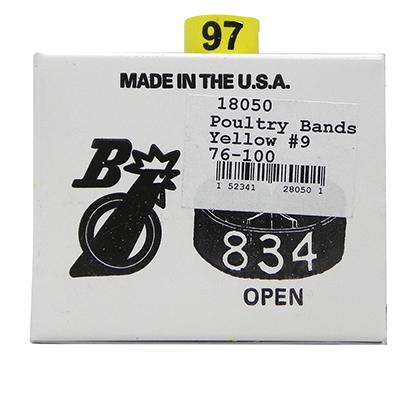 97
MADE IN THE U.S.A.
18050
Poultry Bands
Yellow #9
76-100
1 52341 28050 1
B
834
OPEN